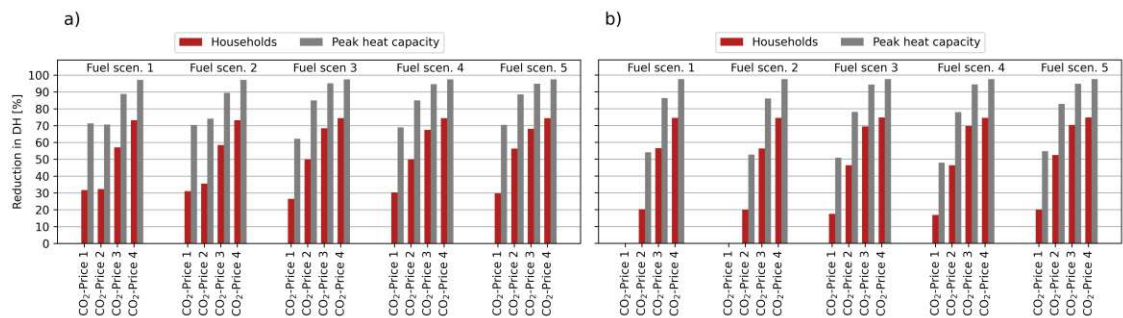 a)
Households Peak heat capacity
Fuel scen. 1 Fuel scen. 2 Fuel scen 3 Fuel scen. 4 Fuel scen. 5
Reduction in DH [%]
100
90
80
70
60
50
40
30
20
10
0
CO₂-Price 1
CO₂-Price 2
CO₂-Price 3
CO₂-Price 4
CO₂-Price 1
CO₂-Price 2
CO₂-Price 3
CO₂-Price 4
CO₂-Price 1
CO₂-Price 2
CO₂-Price 3
CO₂-Price 4
CO₂-Price 1
CO₂-Price 2
CO₂-Price 3
CO₂-Price 4
CO₂-Price 1
CO₂-Price 2
CO₂-Price 3
CO₂-Price 4
b)
Households Peak heat capacity
Fuel scen. 1 Fuel scen. 2 Fuel scen 3 Fuel scen. 4 Fuel scen. 5
CO₂-Price 1
CO₂-Price 2
CO₂-Price 3
CO₂-Price 4
CO₂-Price 1
CO₂-Price 2
CO₂-Price 3
CO₂-Price 4
CO₂-Price 1
CO₂-Price 2
CO₂-Price 3
CO₂-Price 4
CO₂-Price 1
CO₂-Price 2
CO₂-Price 3
CO₂-Price 4
CO₂-Price 1
CO₂-Price 2
CO₂-Price 3
CO₂-Price 4